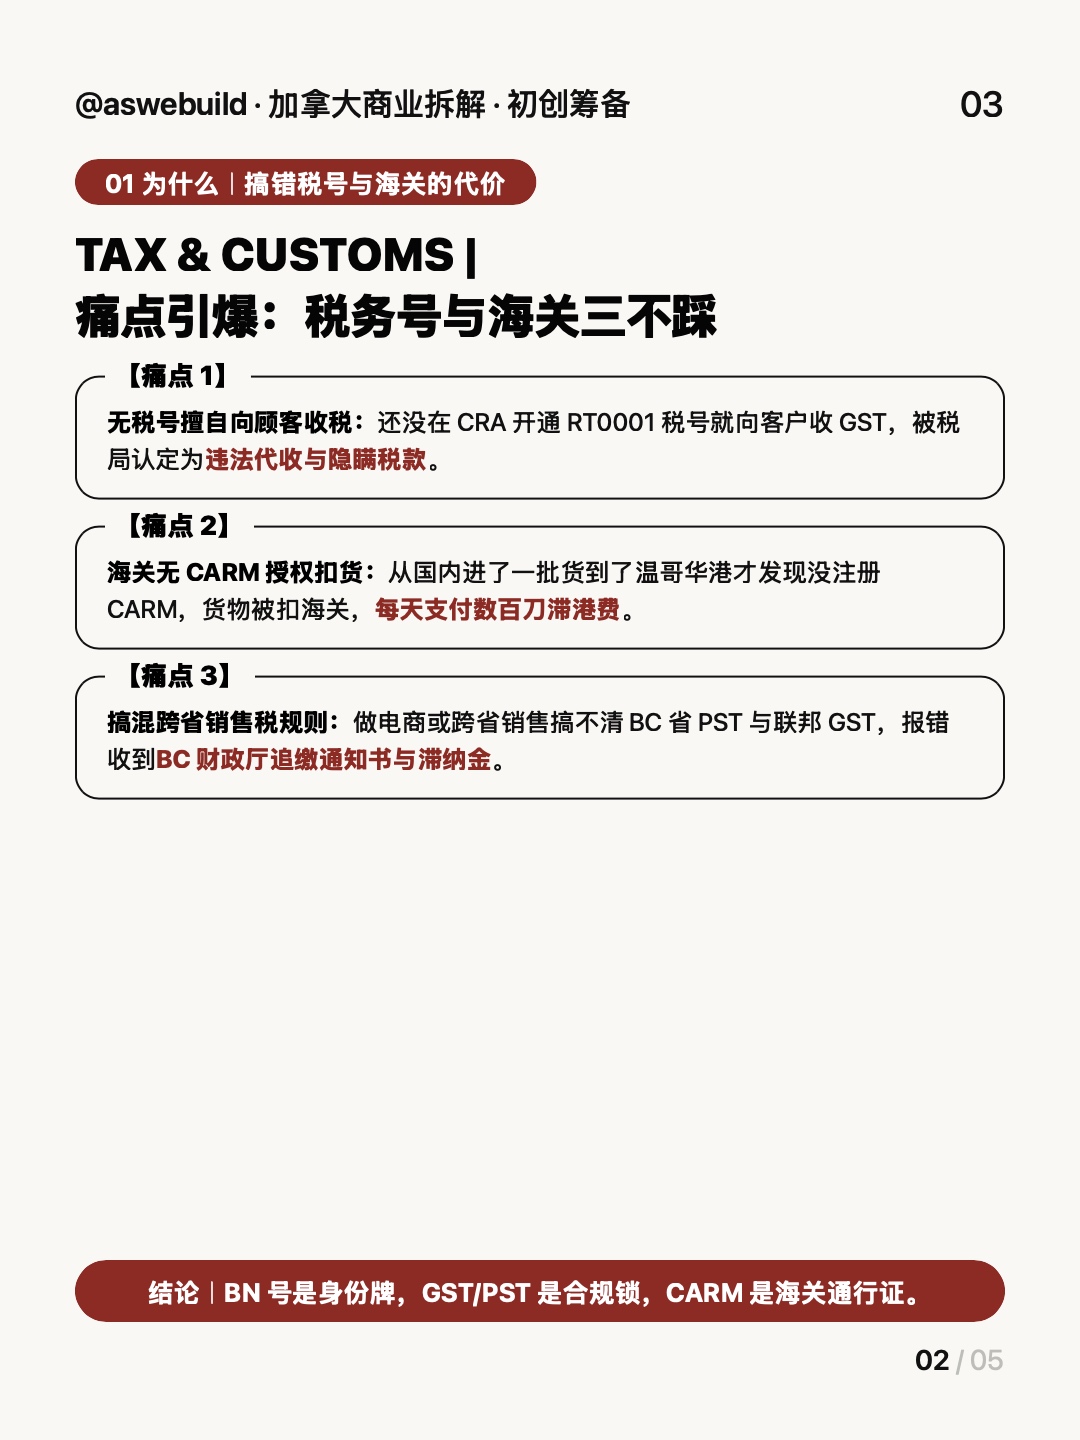 @aswebuild · 加拿大商业拆解 · 初创筹备
03
01 为什么｜搞错税号与海关的代价
TAX & CUSTOMS |
痛点引爆：税务号与海关三不踩
【痛点 1】
无税号擅自向顾客收税：还没在 CRA 开通 RT0001 税号就向客户收 GST，被税
局认定为违法代收与隐瞒税款。
【痛点 2】
海关无 CARM 授权扣货：从国内进了一批货到了温哥华港才发现没注册
CARM，货物被扣海关，每天支付数百刀滞港费。
【痛点 3】
搞混跨省销售税规则：做电商或跨省销售搞不清 BC 省 PST 与联邦 GST，报错
收到BC 财政厅追缴通知书与滞纳金。
结论｜BN 号是身份牌，GST/PST 是合规锁，CARM 是海关通行证。
02 / 05